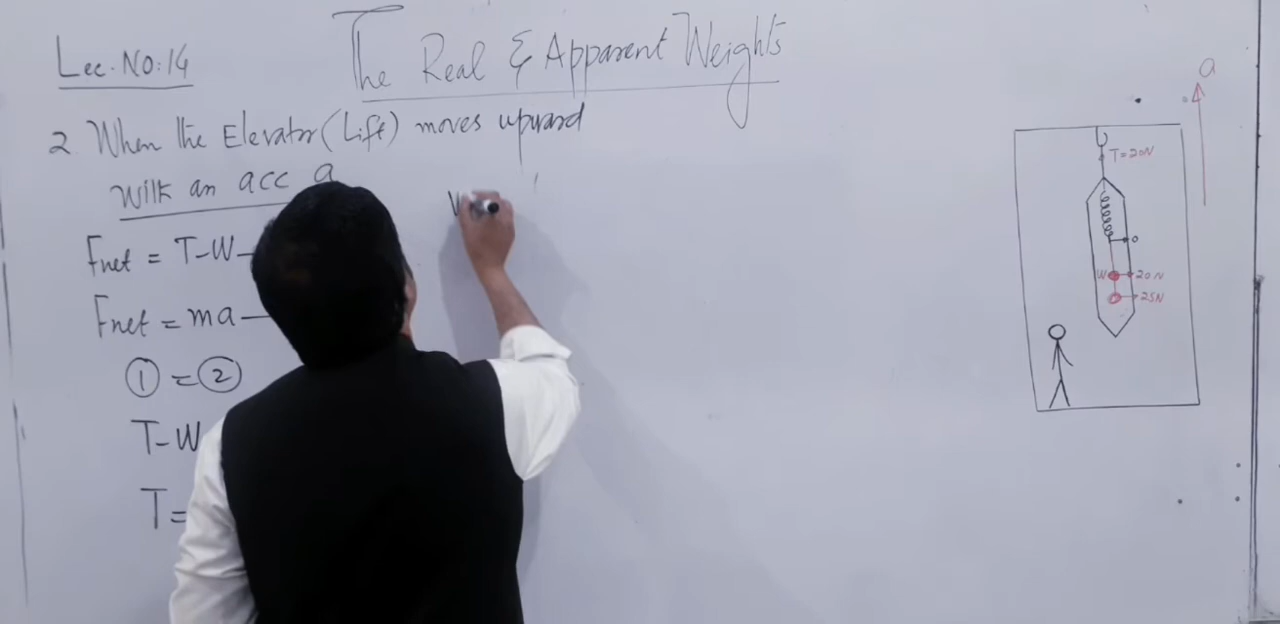 Lec. No: 14
The Real & Apparent Weights
2. When the Elevator (Lift) moves upward
with an acc a
Fnet = T-W-
Fnet = ma-
① = ②
T-W
T=
W
a
T=20N
o
W 20N
25N